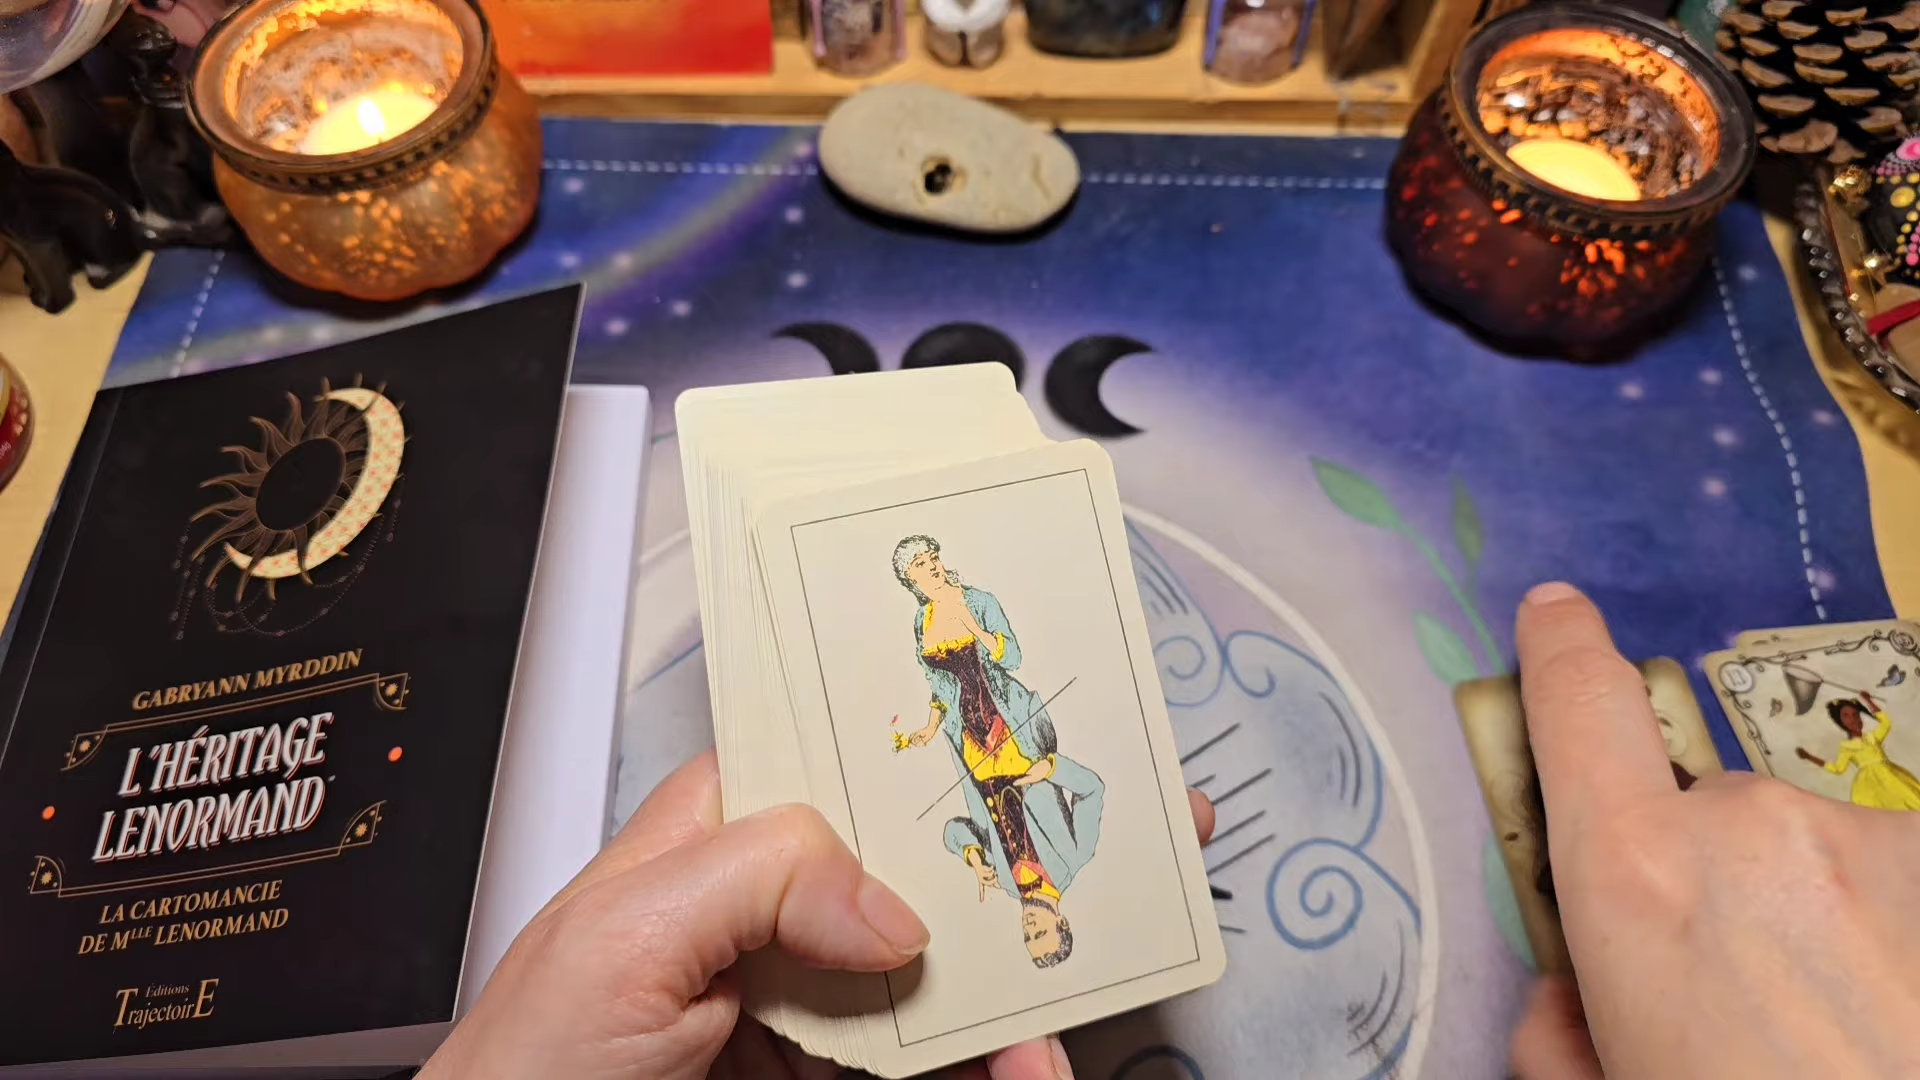 GABRYANN MYRDDIN
L'HÉRITAGE
LENORMAND
LA CARTOMANCIE
DE MLLE LENORMAND
Éditions
TrajectoirE